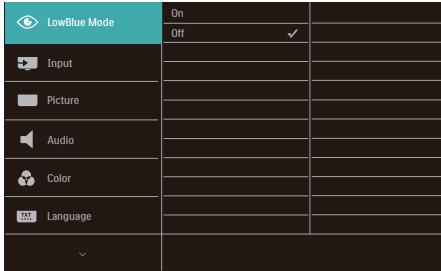 LowBlue Mode
On
Off
Input
Picture
Audio
Color
TXT
Language